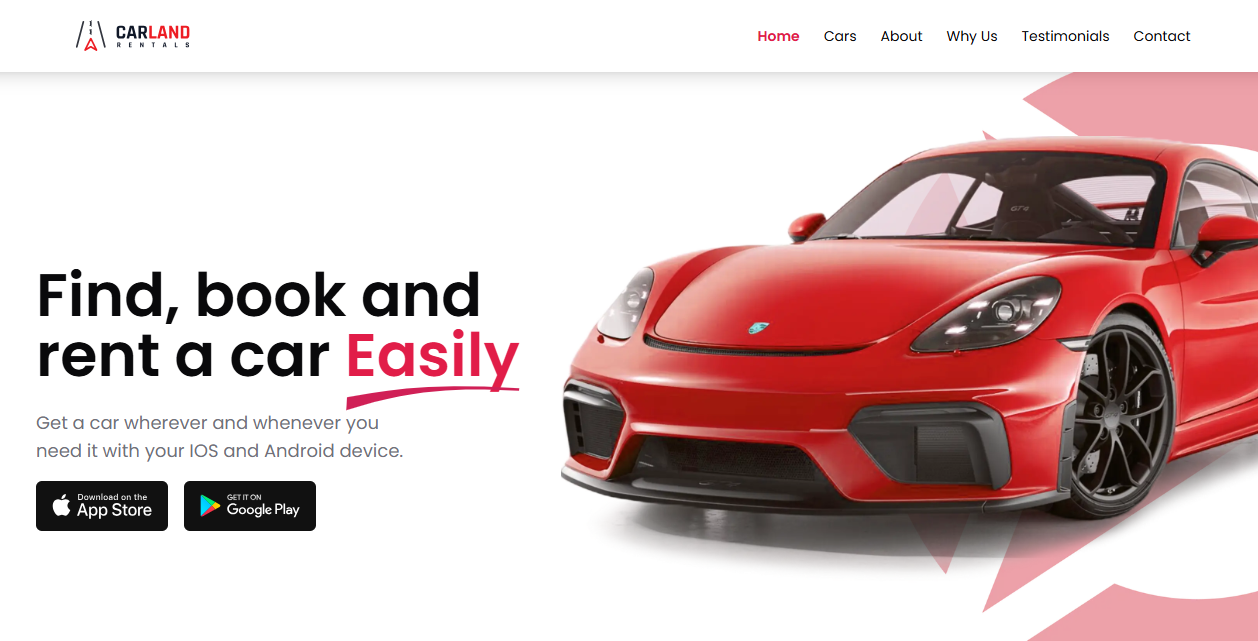 CARLAND
RENTALS
Home Cars About Why Us Testimonials Contact
Find, book and
rent a car Easily
Get a car wherever and whenever you
need it with your IOS and Android device.
Download on the
App Store
GET IT ON
Google Play
GT4